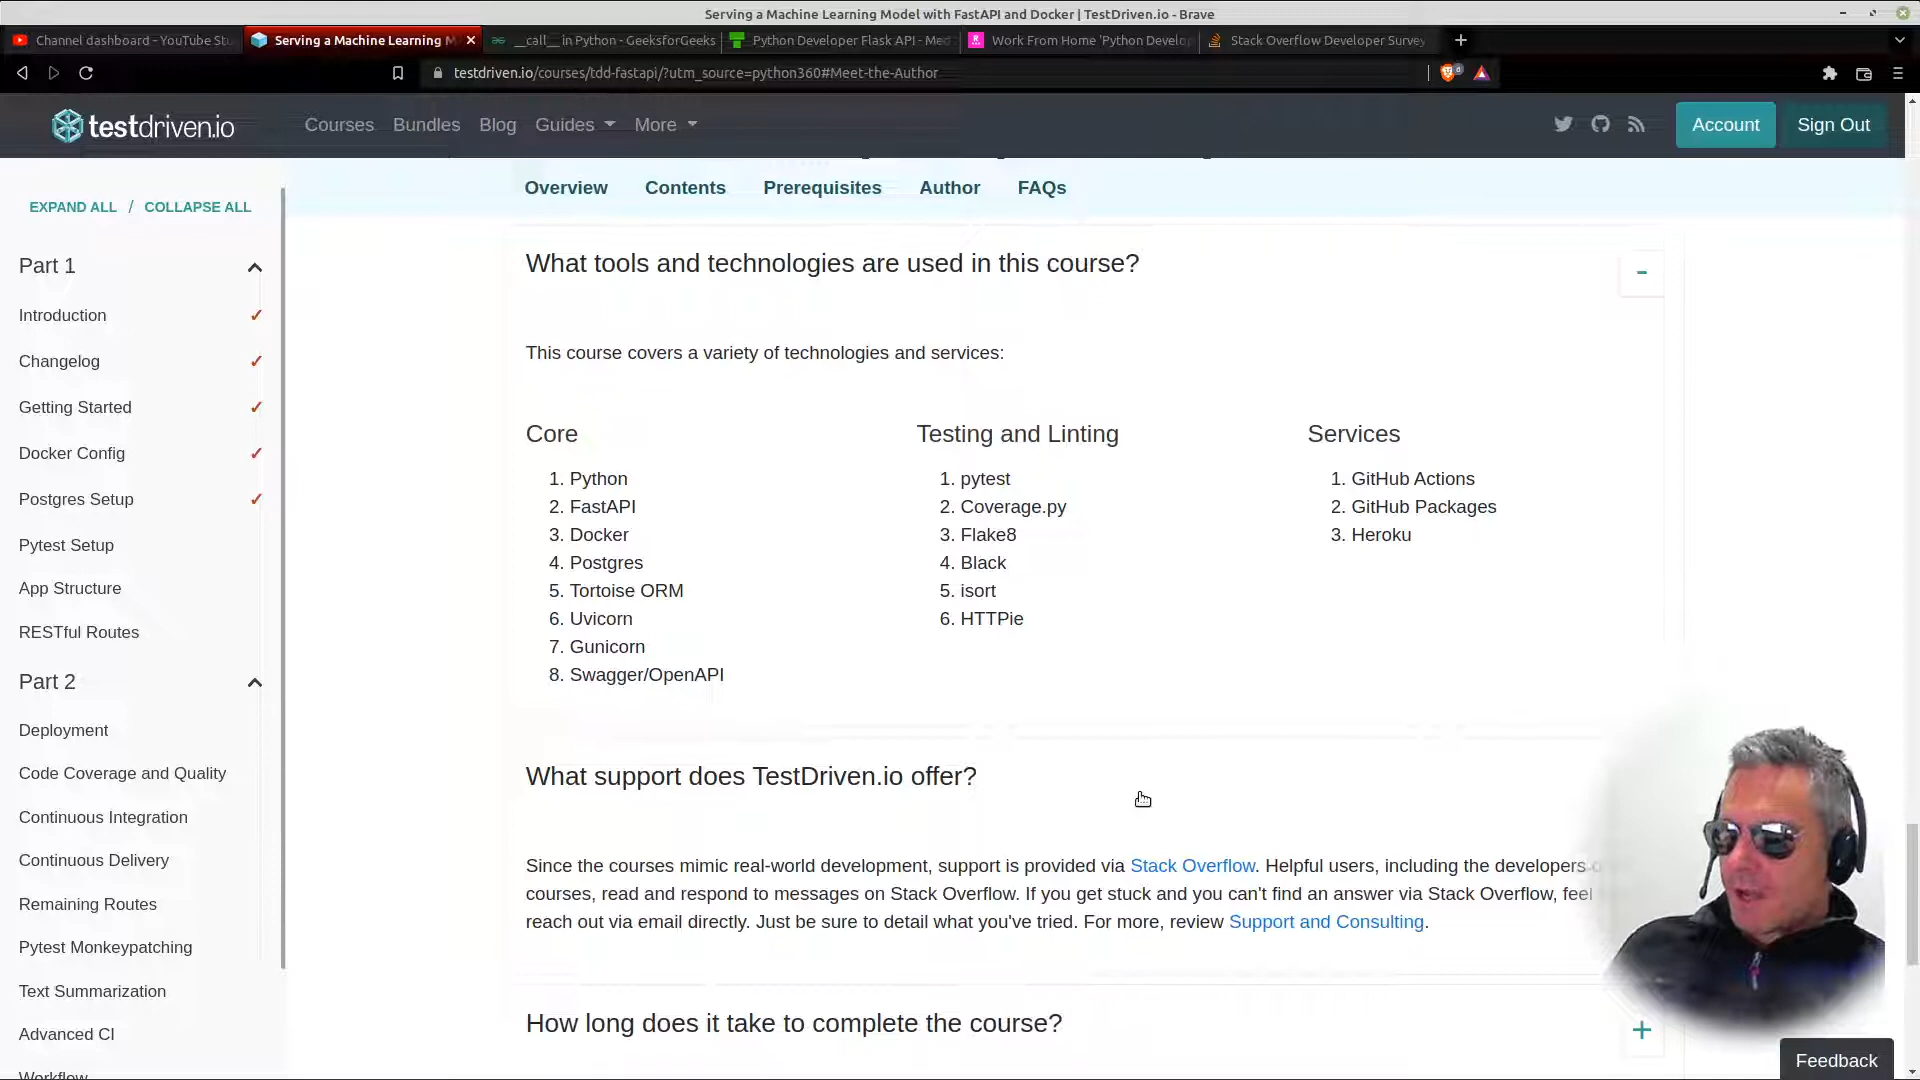 Serving a Machine Learning Model with FastAPI and Docker | TestDriven.io - Brave
Channel dashboard - YouTube Stu
Serving a Machine Learning M
__call__ in Python - GeeksforGeeks
Python Developer Flask API - Med
Work From Home 'Python Develop
Stack Overflow Developer Survey
testdriven.io/courses/tdd-fastapi/?utm_source=python360#Meet-the-Author
testdriven.io
Courses Bundles Blog Guides More
Account
Sign Out
Overview Contents Prerequisites Author FAQs
EXPAND ALL / COLLAPSE ALL
Part 1
Introduction
Changelog
Getting Started
Docker Config
Postgres Setup
Pytest Setup
App Structure
RESTful Routes
Part 2
Deployment
Code Coverage and Quality
Continuous Integration
Continuous Delivery
Remaining Routes
Pytest Monkeypatching
Text Summarization
Advanced CI
Workflow
What tools and technologies are used in this course?
This course covers a variety of technologies and services:
Core
1. Python
2. FastAPI
3. Docker
4. Postgres
5. Tortoise ORM
6. Uvicorn
7. Gunicorn
8. Swagger/OpenAPI
Testing and Linting
1. pytest
2. Coverage.py
3. Flake8
4. Black
5. isort
6. HTTPie
Services
1. GitHub Actions
2. GitHub Packages
3. Heroku
What support does TestDriven.io offer?
Since the courses mimic real-world development, support is provided via Stack Overflow. Helpful users, including the developers
courses, read and respond to messages on Stack Overflow. If you get stuck and you can't find an answer via Stack Overflow, feel
reach out via email directly. Just be sure to detail what you've tried. For more, review Support and Consulting.
How long does it take to complete the course?
Feedback